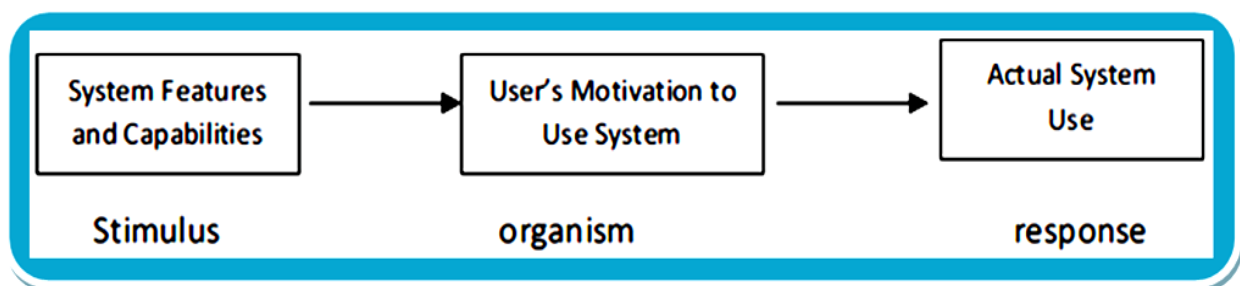 System Features
and Capabilities
User's Motivation to
Use System
Actual System
Use
Stimulus
organism
response